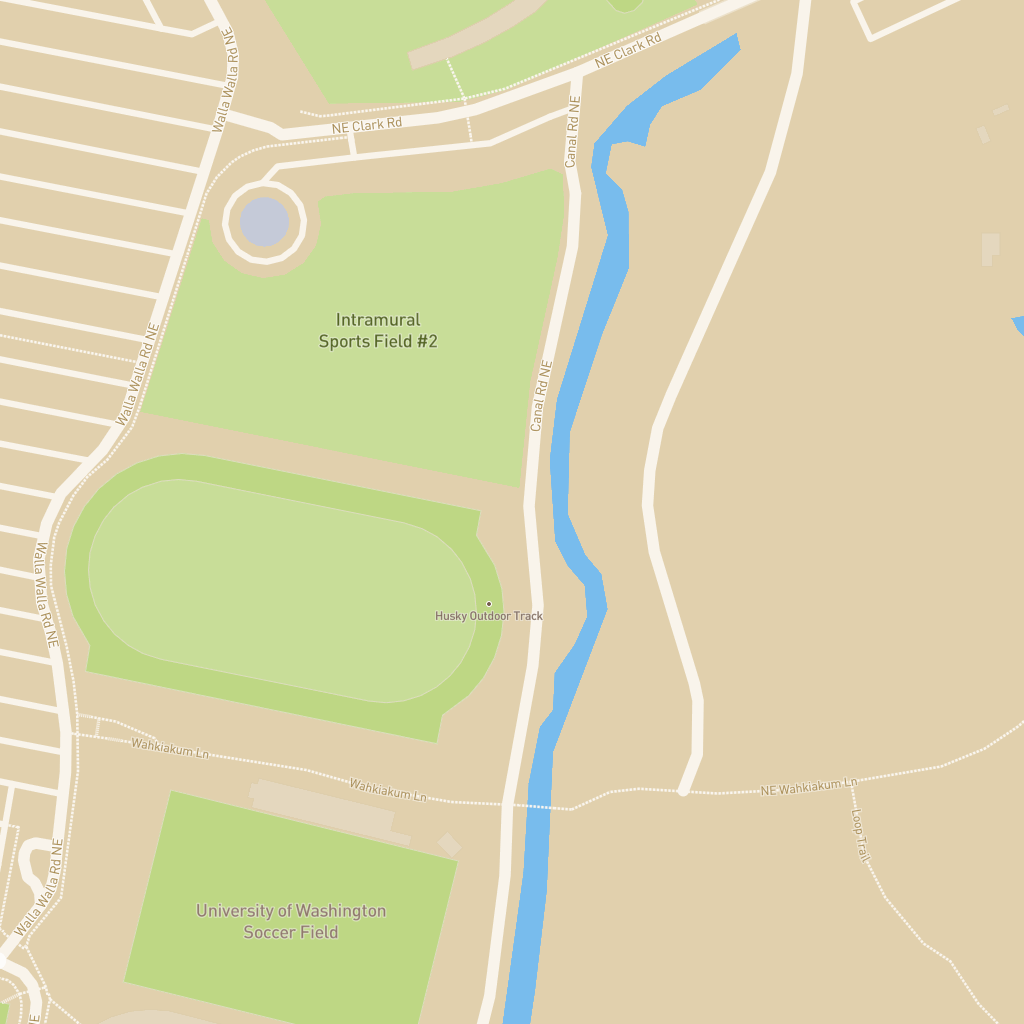 Walla Walla Rd NE
NE Clark Rd
NE Clark Rd
Canal Rd NE
Intramural
Sports Field #2
Walla Walla Rd NE
Canal Rd NE
Walla Walla Rd NE
Husky Outdoor Track
Wahkiakum Ln
Wahkiakum Ln
NE Wahkiakum Ln
Loop Trail
Walla Walla Rd NE
University of Washington
Soccer Field